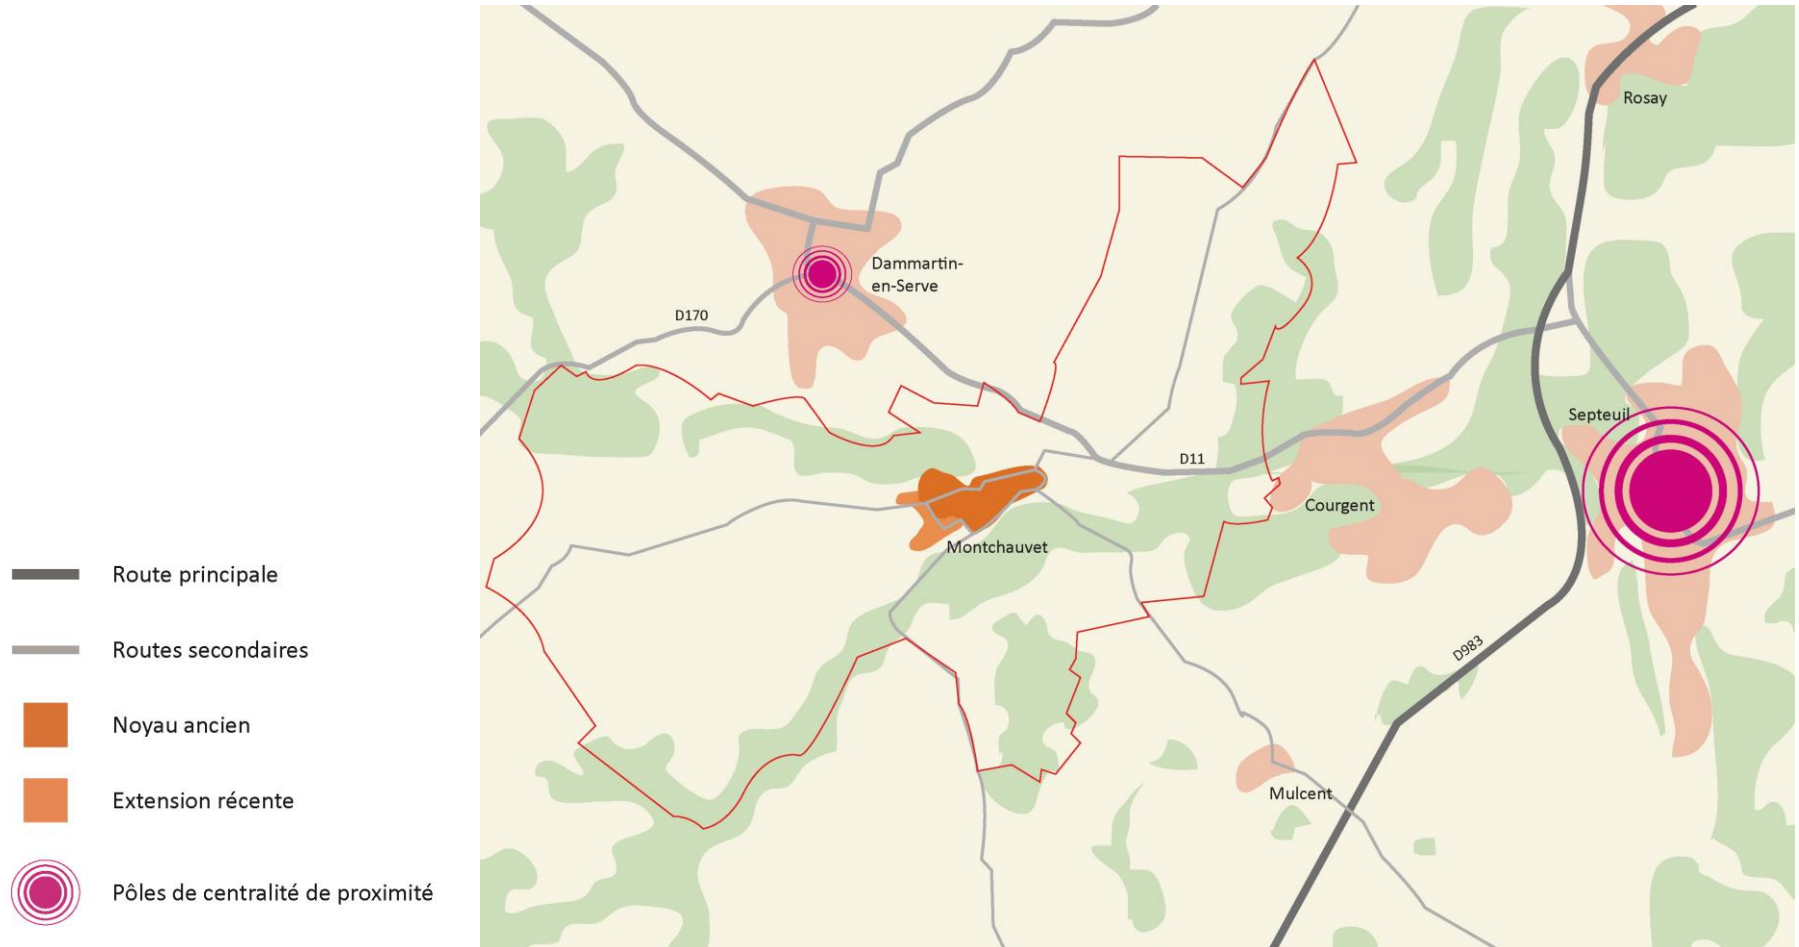 Route principale
Routes secondaires
Noyau ancien
Extension récente
Pôles de centralité de proximité
Rosay
Dammartin-
en-Serve
D170
Septeuil
D11
Courgent
Montchauvet
D983
Mulcent